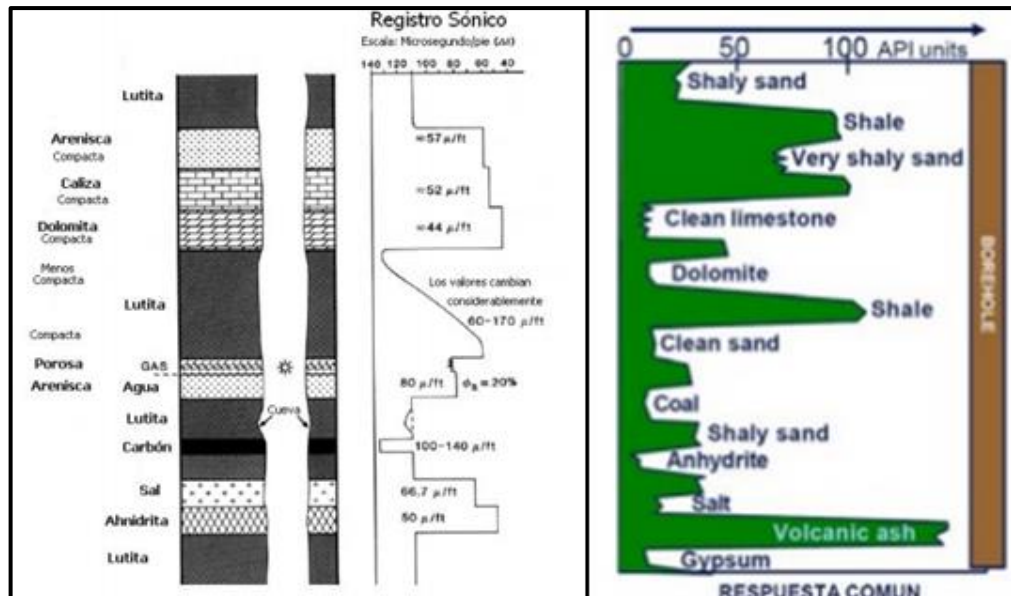 Registro Sónico
Escala: Microsegundo/pie (Δt)
140 120 100 80 60 40
Lutita
Arenisca
Compacta
≈57μ/ft
Caliza
Compacta
≈52 μ/ft
Dolomita
Compacta
≈44 μ/ft
Menos
Compacta
Los valores cambian
considerablemente
60-170 μ/ft
Lutita
Compacta
Porosa GAS
Arenisca Agua
80 μ/ft
= 20%
Lutita
Cueva
Carbón
100-140 μ/ft
Sal
66,7 μ/ft
Ahnidrita
50 μ/ft
Lutita
0 50 100 API units
Shaly sand
Shale
Very shaly sand
Clean limestone
Dolomite
Shale
Clean sand
Coal
Shaly sand
Anhydrite
Salt
Volcanic ash
Gypsum
BOREHOLE
RESPUESTA COMUN